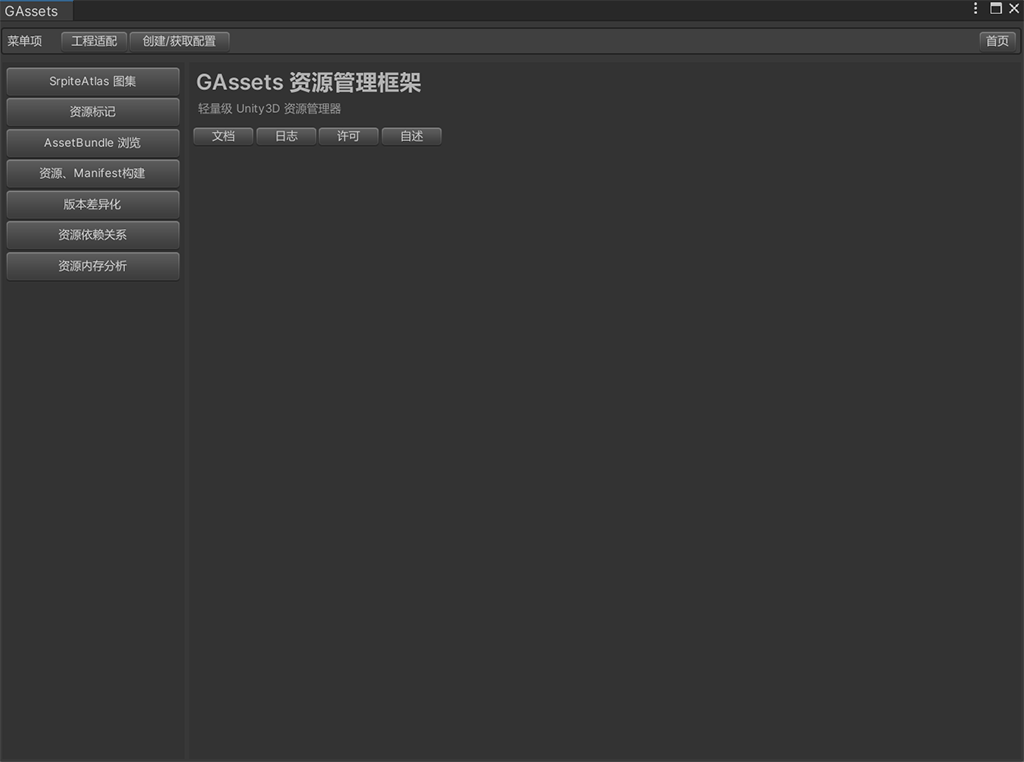 GAssets
菜单项 工程适配 创建/获取配置 首页
SrpiteAtlas 图集
资源标记
AssetBundle 浏览
资源、Manifest构建
版本差异化
资源依赖关系
资源内存分析
GAssets 资源管理框架
轻量级 Unity3D 资源管理器
文档 日志 许可 自述